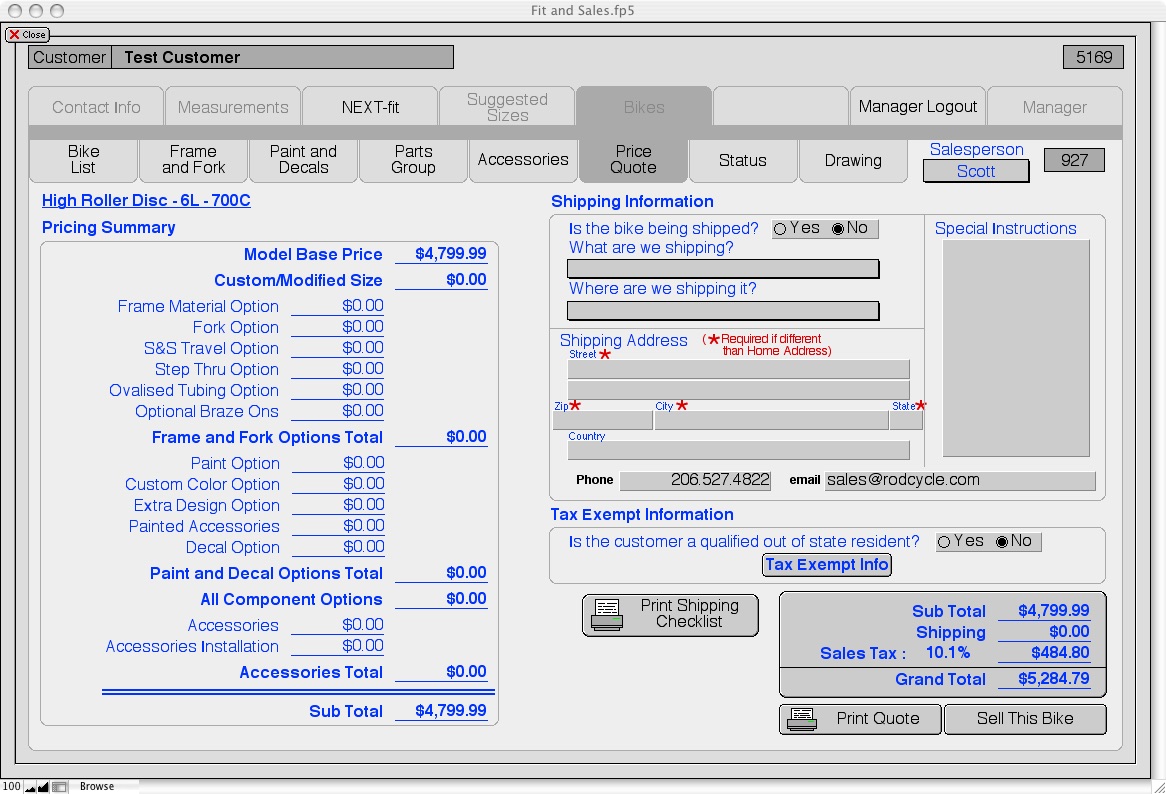 Fit and Sales.fp5
Close
Customer Test Customer 5169
Contact Info Measurements NEXT-fit Suggested Sizes Bikes Manager Logout Manager
Bike List Frame and Fork Paint and Decals Parts Group Accessories Price Quote Status Drawing Salesperson Scott 927
High Roller Disc - 6L - 700C
Pricing Summary
Model Base Price $4,799.99
Custom/Modified Size $0.00
Frame Material Option $0.00
Fork Option $0.00
S&S Travel Option $0.00
Step Thru Option $0.00
Ovalised Tubing Option $0.00
Optional Braze Ons $0.00
Frame and Fork Options Total $0.00
Paint Option $0.00
Custom Color Option $0.00
Extra Design Option $0.00
Painted Accessories $0.00
Decal Option $0.00
Paint and Decal Options Total $0.00
All Component Options $0.00
Accessories $0.00
Accessories Installation $0.00
Accessories Total $0.00
Sub Total $4,799.99
Shipping Information
Is the bike being shipped? Yes No
What are we shipping?
Where are we shipping it?
Special Instructions
Shipping Address (*Required if different
than Home Address)
Street *
Zip* City * State*
Country
Phone 206.527.4822 email sales@rodcycle.com
Tax Exempt Information
Is the customer a qualified out of state resident? Yes No
Tax Exempt Info
Print Shipping
Checklist
Sub Total $4,799.99
Shipping $0.00
Sales Tax : 10.1% $484.80
Grand Total $5,284.79
Print Quote Sell This Bike
100 Browse